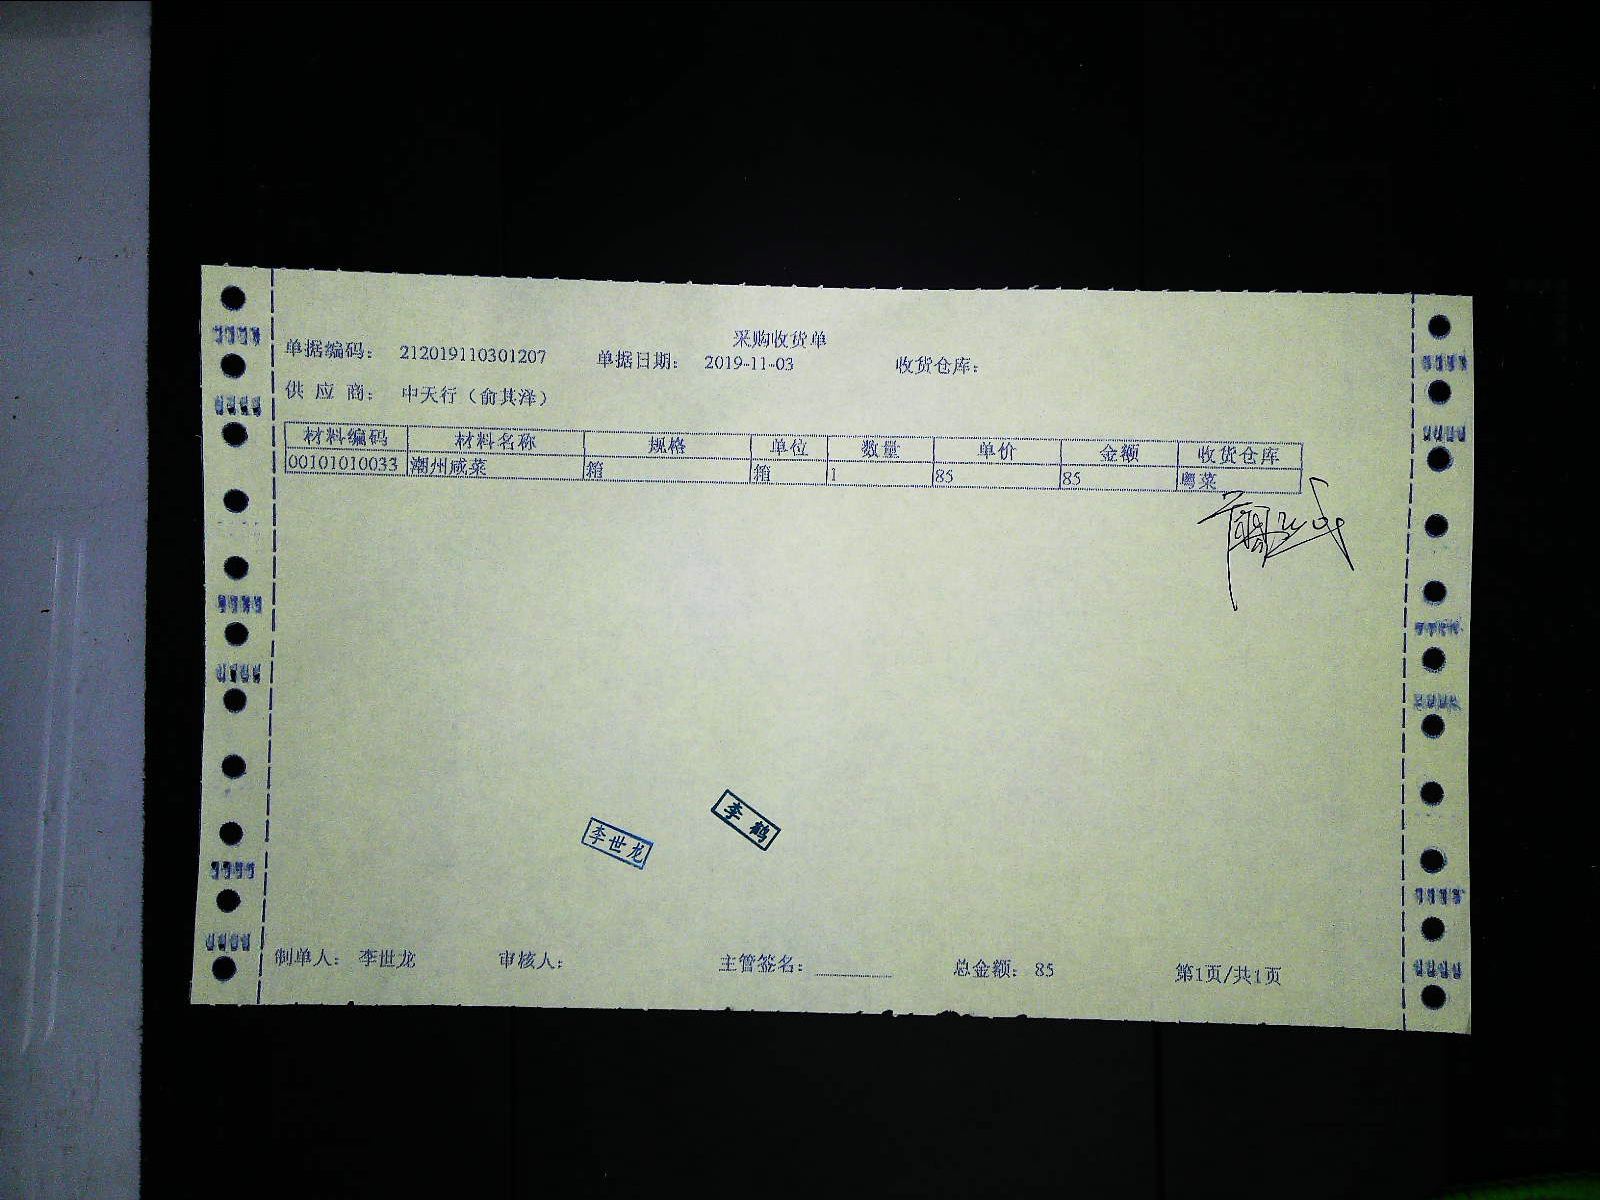 采购收货单
单据编码： 212019110301207 单据日期： 2019-11-03 收货仓库：
供 应 商： 中天行（俞其泽）
材料编码 材料名称 规格 单位 数量 单价 金额 收货仓库
00101010033 潮州咸菜 箱 箱 1 85 85 粤菜
李鹤
李世龙
制单人： 李世龙 审核人： 主管签名： 总金额： 85 第1页/共1页